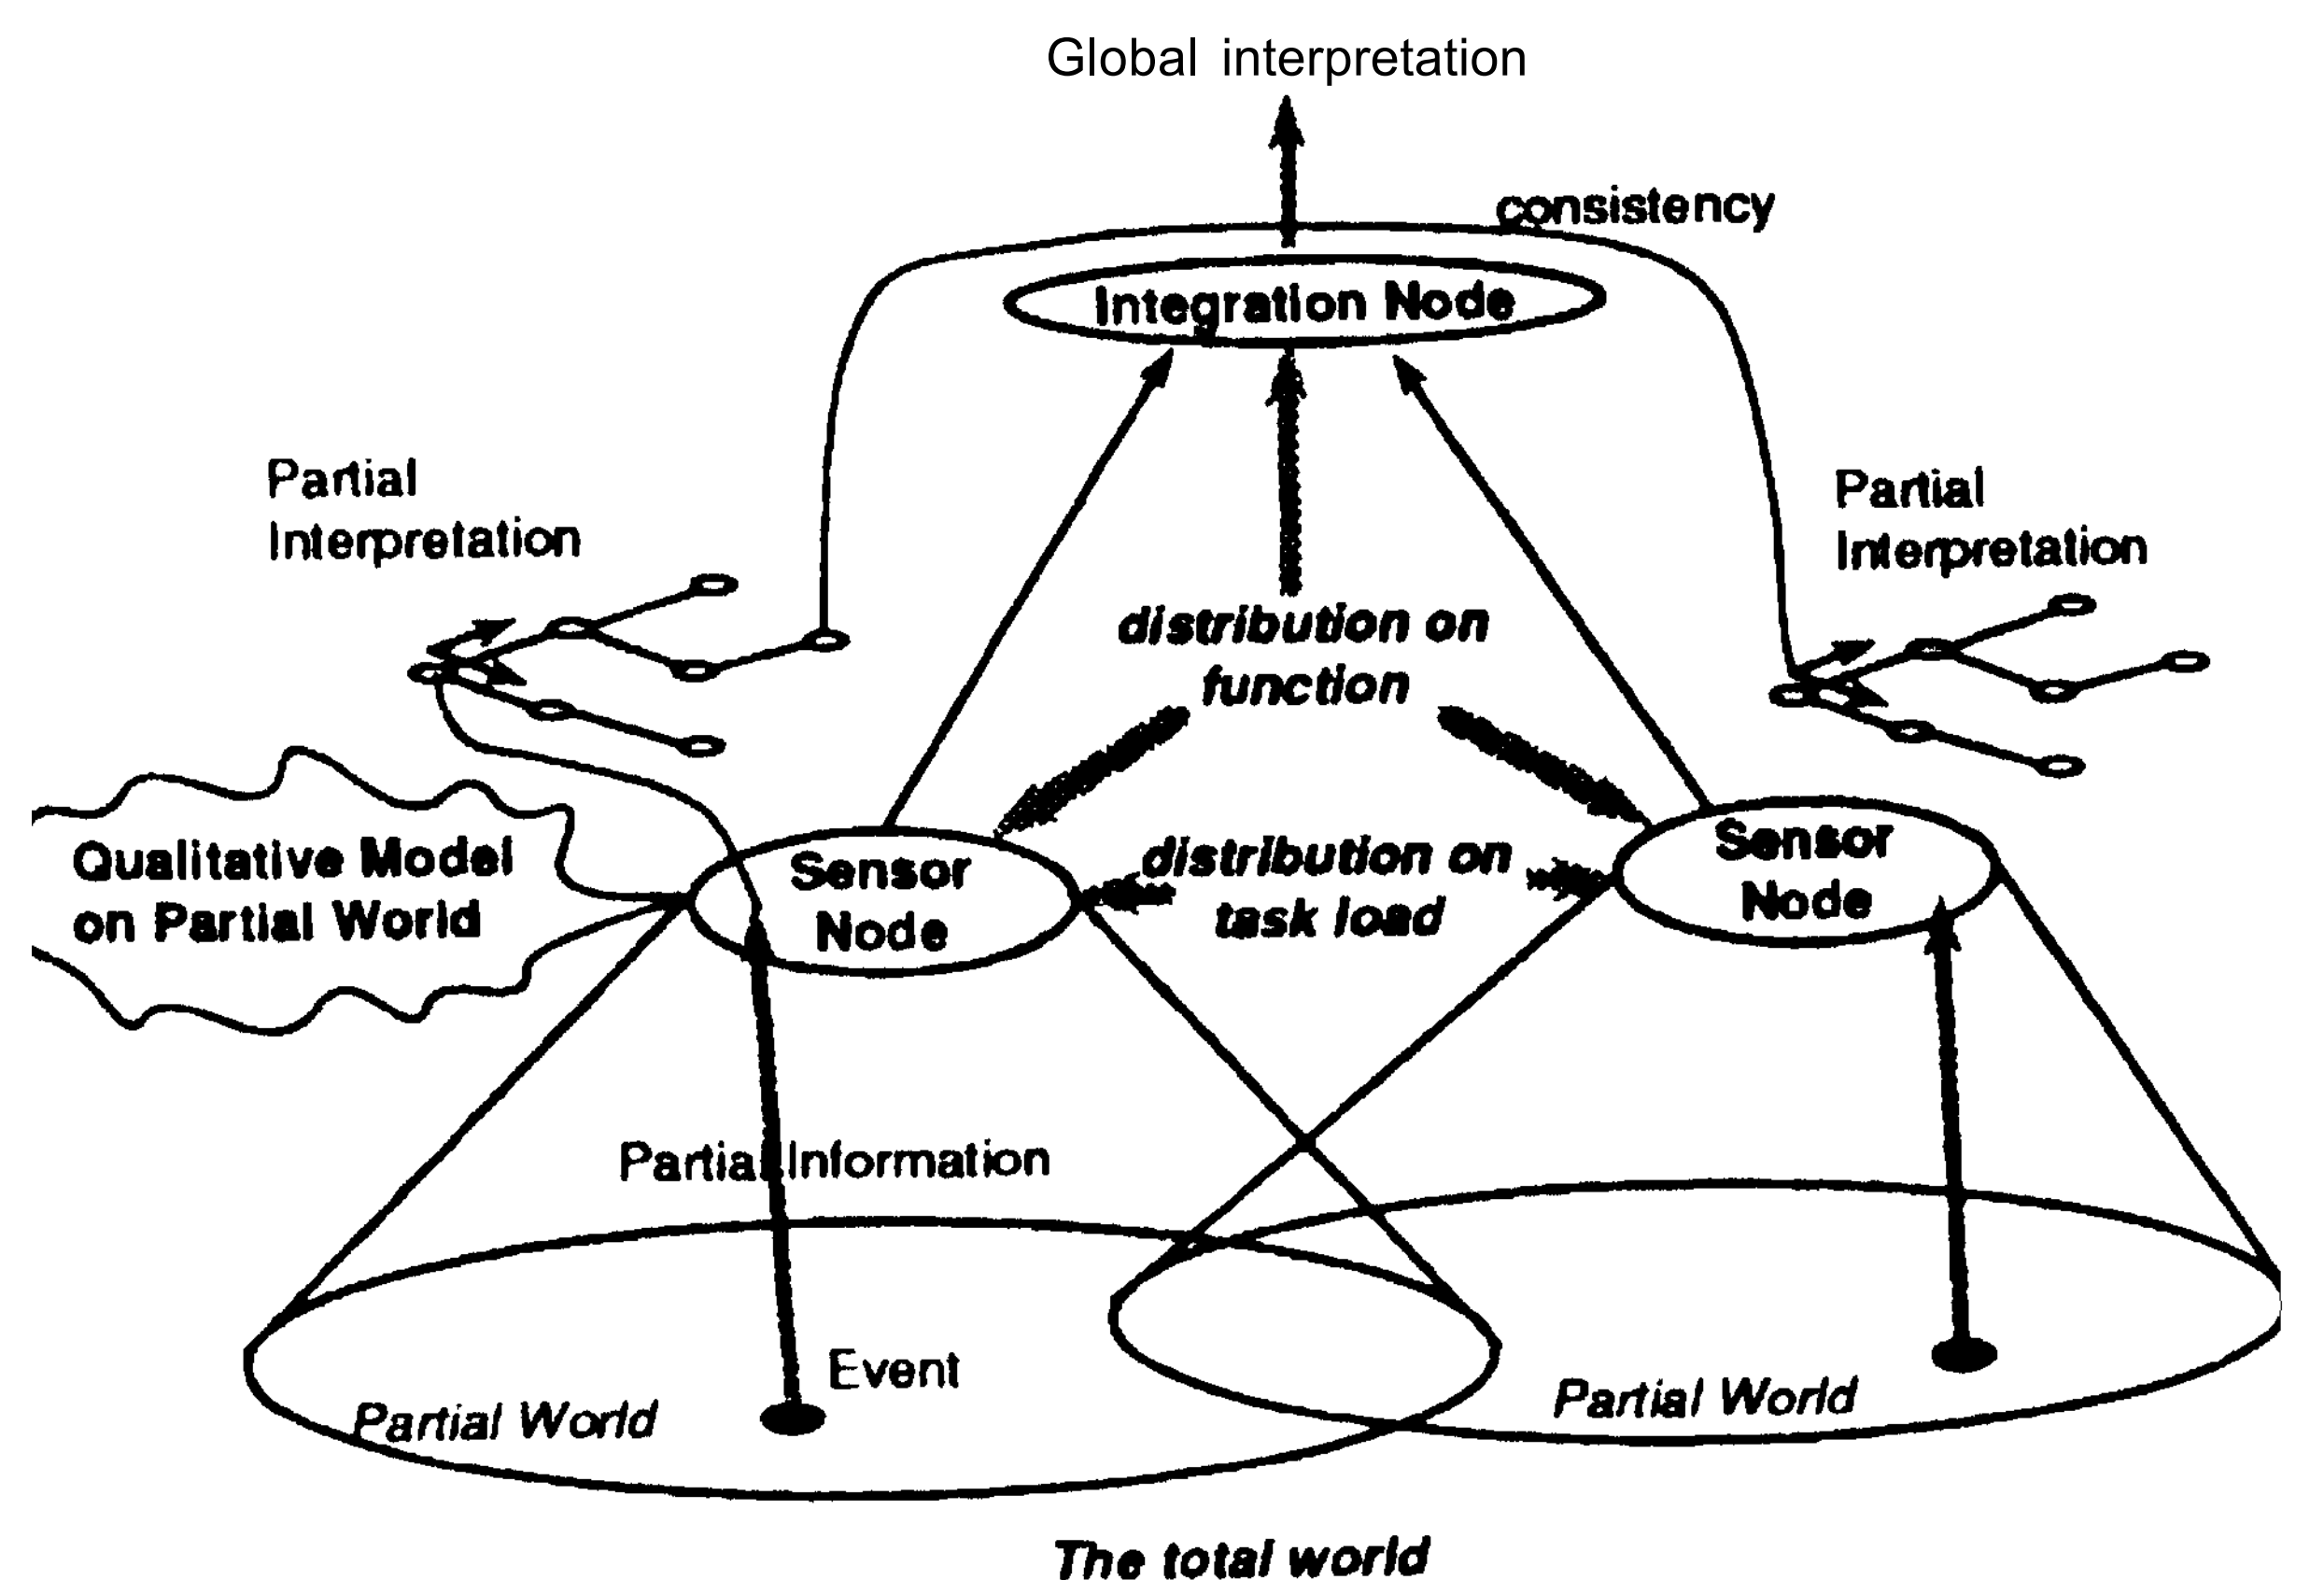 Global interpretation
consistency
Integration Node
Partial
Interpretation
Partial
Interpretation
distribution on
function
Qualitative Model
on Partial World
Sensor
Node
distribution on
task load
Sensor
Node
Partial Information
Event
Partial World
Partial World
The total world